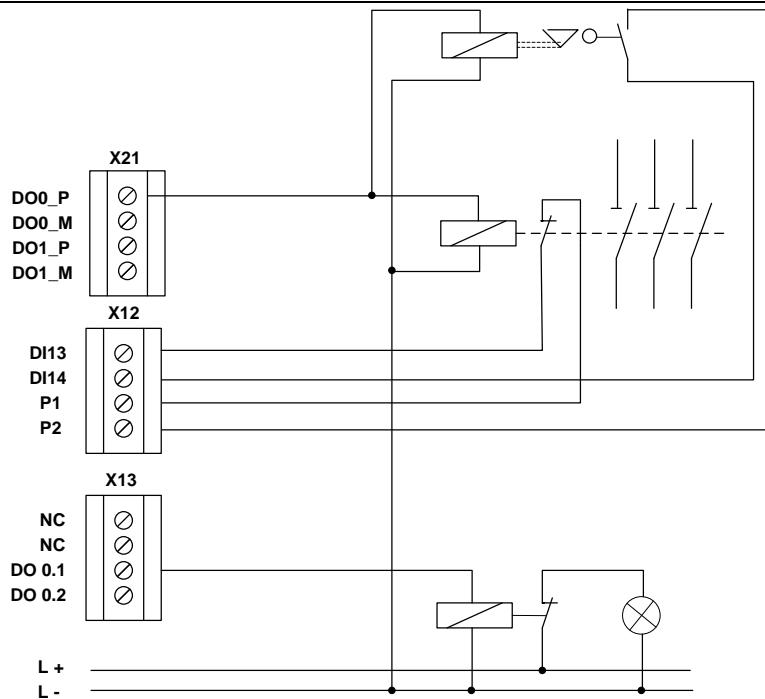 X21
DO0_P
DO0_M
DO1_P
DO1_M
X12
DI13
DI14
P1
P2
X13
NC
NC
DO 0.1
DO 0.2
L +
L -